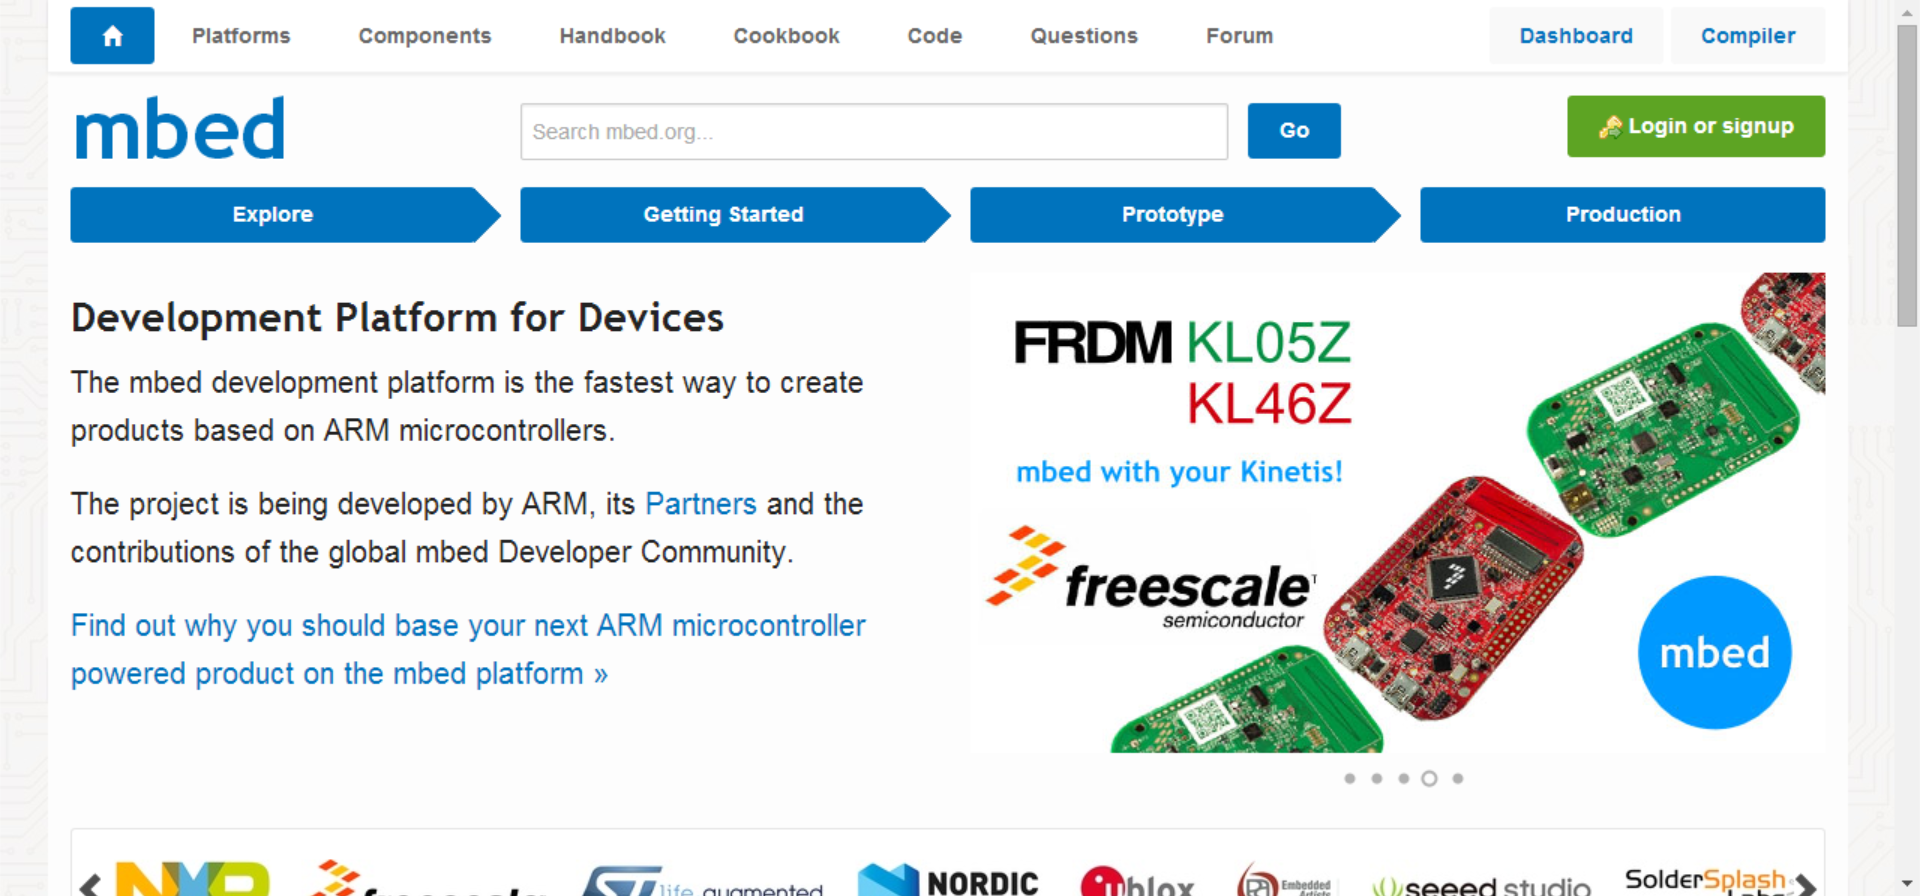 Platforms Components Handbook Cookbook Code Questions Forum Dashboard Compiler
mbed
Search mbed.org...
Go
Login or signup
Explore
Getting Started
Prototype
Production
Development Platform for Devices
The mbed development platform is the fastest way to create
products based on ARM microcontrollers.
The project is being developed by ARM, its Partners and the
contributions of the global mbed Developer Community.
Find out why you should base your next ARM microcontroller
powered product on the mbed platform »
FRDM KL05Z
KL46Z
mbed with your Kinetis!
freescale
semiconductor
mbed
NXP
freescale
ST life.augmented
NORDIC
ublox
Embedded
Artists
seeed studio
SolderSplash
Labs